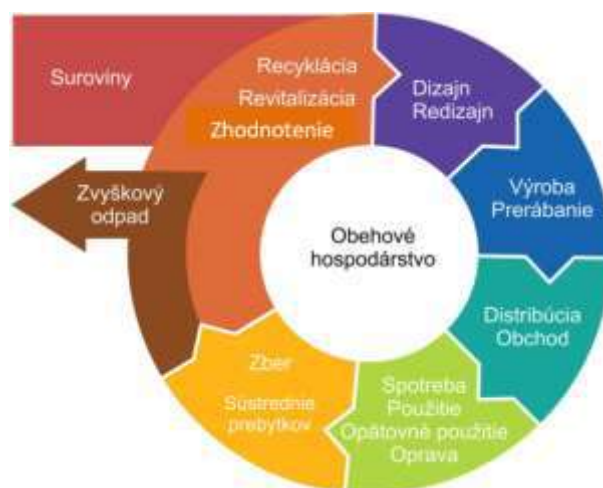 Suroviny
Recyklácia
Revitalizácia
Zhodnotenie
Dizajn
Redizajn
Výroba
Prerábanie
Distribúcia
Obchod
Spotreba
Použitie
Opätovné použitie
Oprava
Zber
Sústrednie
prebytkov
Zvyškový
odpad
Obehové
hospodárstvo